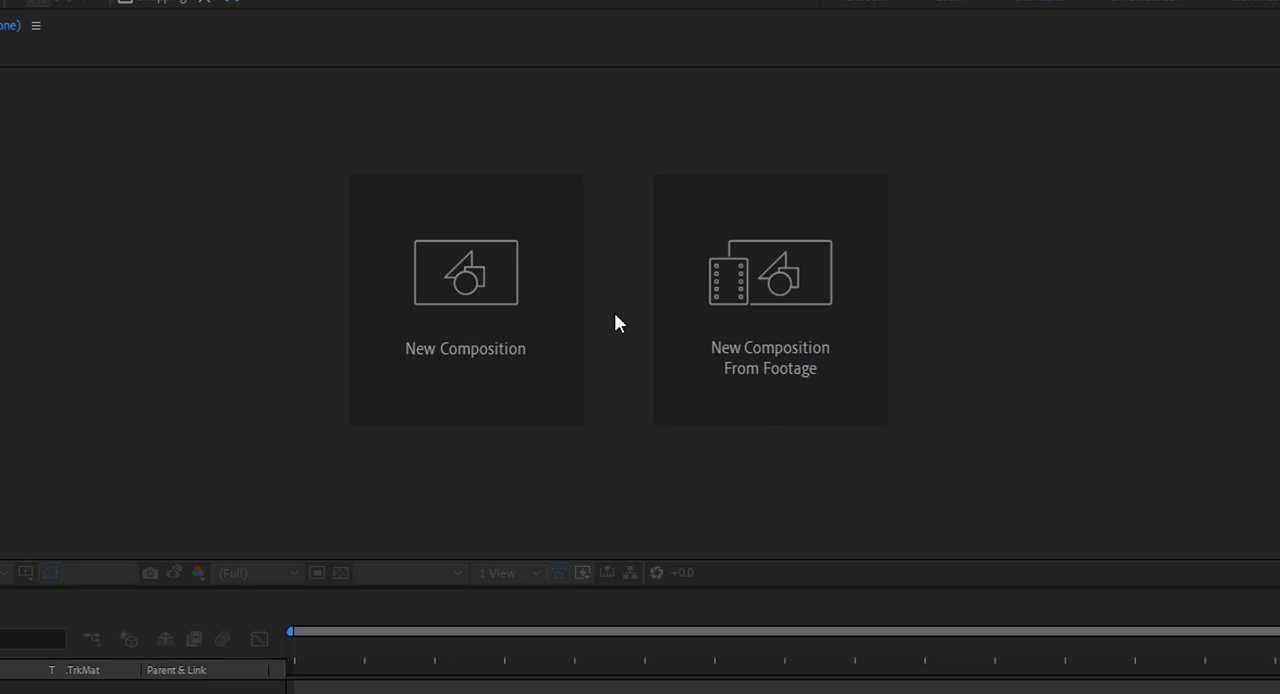 one)
New Composition
New Composition
From Footage
(Full)
1 View
+0.0
T .TrkMat
Parent & Link